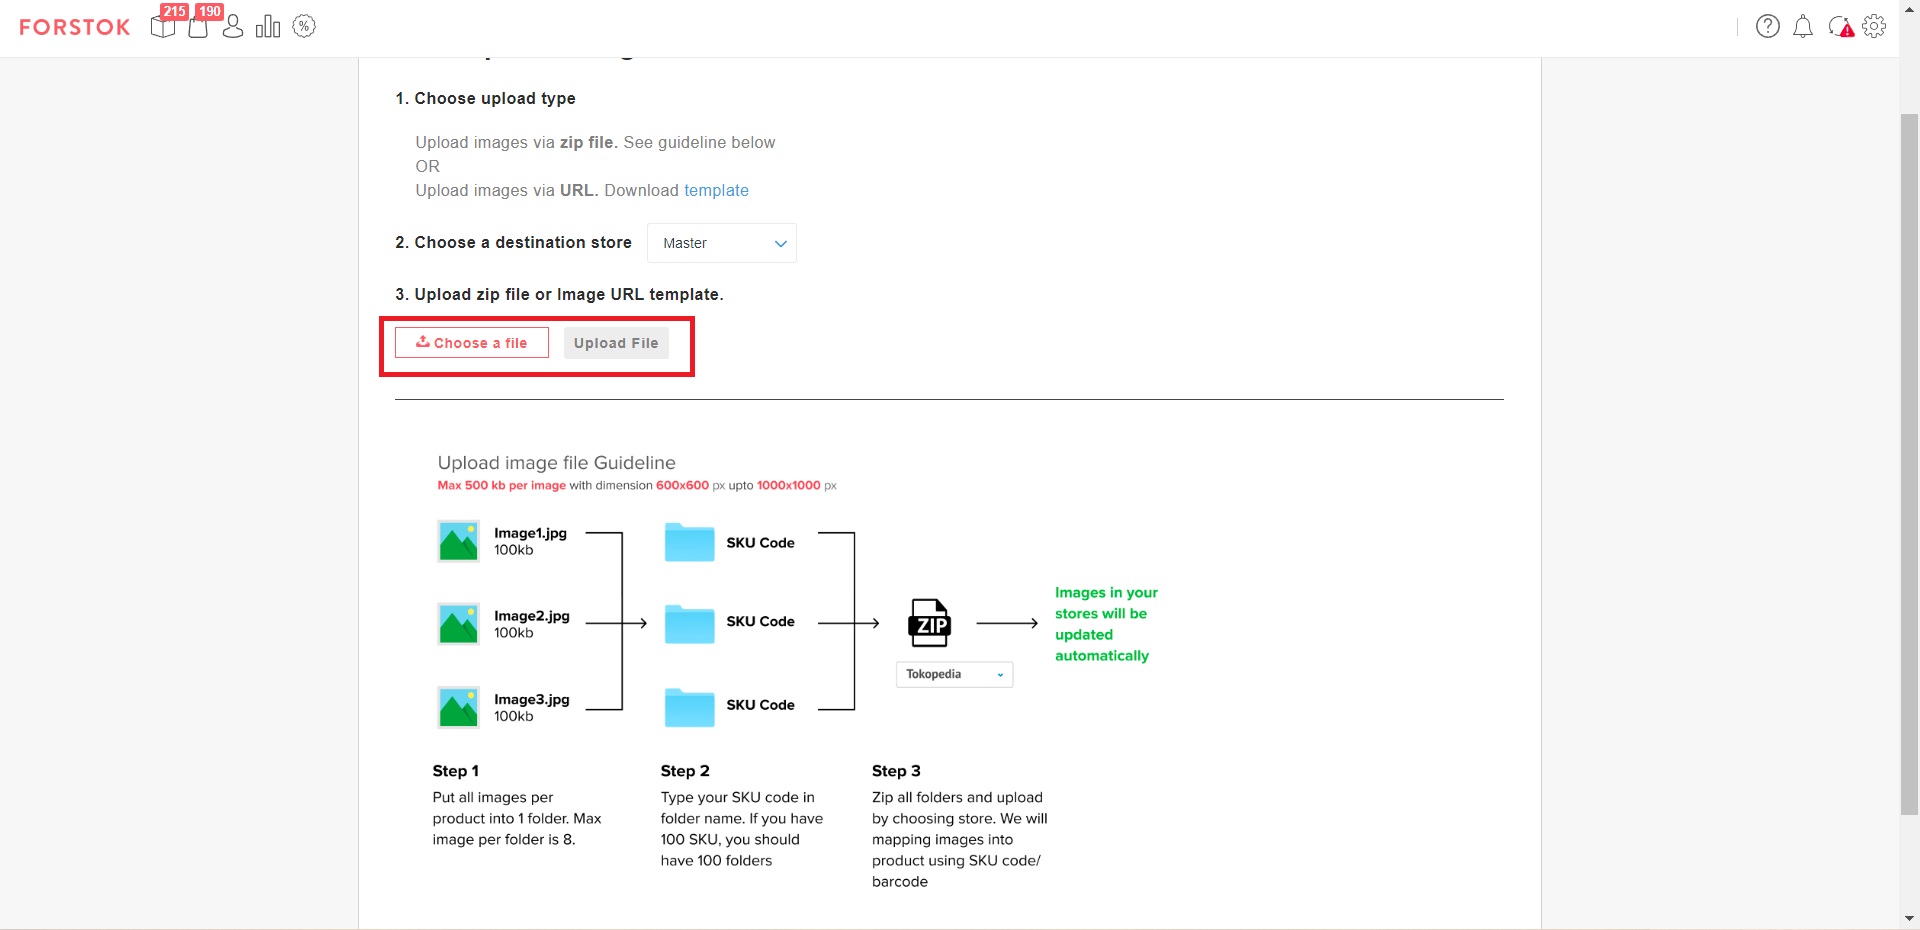 FORSTOK
215
190
1. Choose upload type
Upload images via zip file. See guideline below
OR
Upload images via URL. Download template
2. Choose a destination store
Master
3. Upload zip file or Image URL template.
Choose a file
Upload File
Upload image file Guideline
Max 500 kb per image with dimension 600x600 px upto 1000x1000 px
Image1.jpg
100kb
SKU Code
Image2.jpg
100kb
SKU Code
Image3.jpg
100kb
SKU Code
ZIP
Tokopedia
Images in your
stores will be
updated
automatically
Step 1
Put all images per
product into 1 folder. Max
image per folder is 8.
Step 2
Type your SKU code in
folder name. If you have
100 SKU, you should
have 100 folders
Step 3
Zip all folders and upload
by choosing store. We will
mapping images into
product using SKU code/
barcode